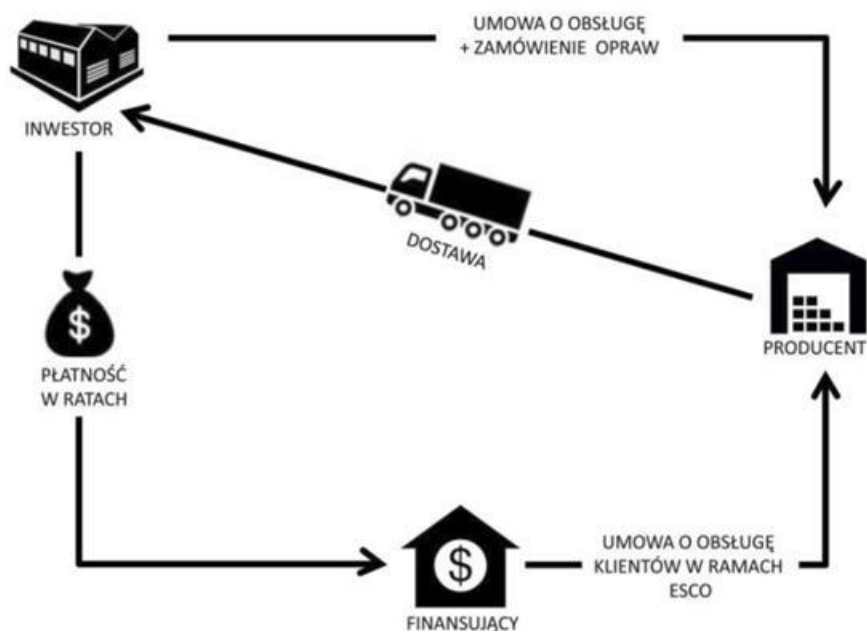 UMOWA O OBSŁUGĘ
+ ZAMÓWIENIE OPRAW
INWESTOR
DOSTAWA
$
PŁATNOŚĆ
W RATACH
PRODUCENT
$
FINANSUJĄCY
UMOWA O OBSŁUGĘ
KLIENTÓW W RAMACH
ESCO